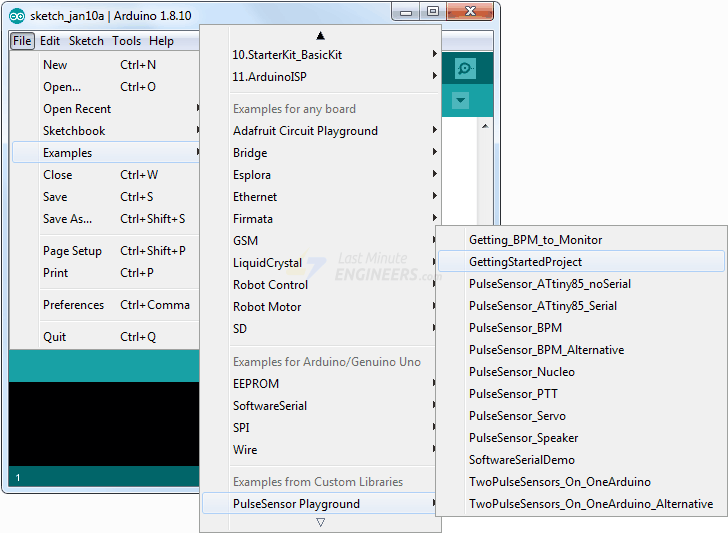 sketch_jan10a | Arduino 1.8.10
File Edit Sketch Tools Help
New Ctrl+N
Open... Ctrl+O
Open Recent
Sketchbook
Examples
Close Ctrl+W
Save Ctrl+S
Save As... Ctrl+Shift+S
Page Setup Ctrl+Shift+P
Print Ctrl+P
Preferences Ctrl+Comma
Quit Ctrl+Q
1
10.StarterKit_BasicKit
11.ArduinoISP
Examples for any board
Adafruit Circuit Playground
Bridge
Esplora
Ethernet
Firmata
GSM
LiquidCrystal
Robot Control
Robot Motor
SD
Examples for Arduino/Genuino Uno
EEPROM
SoftwareSerial
SPI
Wire
Examples from Custom Libraries
PulseSensor Playground
Getting_BPM_to_Monitor
GettingStartedProject
PulseSensor_ATtiny85_noSerial
PulseSensor_ATtiny85_Serial
PulseSensor_BPM
PulseSensor_BPM_Alternative
PulseSensor_Nucleo
PulseSensor_PTT
PulseSensor_Servo
PulseSensor_Speaker
SoftwareSerialDemo
TwoPulseSensors_On_OneArduino
TwoPulseSensors_On_OneArduino_Alternative
Last Minute
ENGINEERS.com